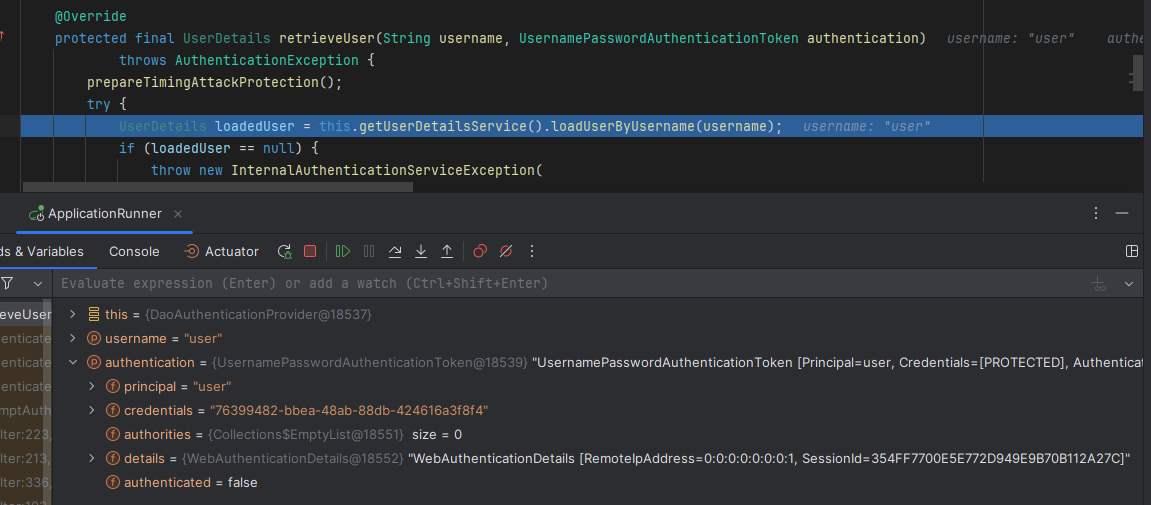 @Override
protected final UserDetails retrieveUser(String username, UsernamePasswordAuthenticationToken authentication) username: "user" authe
throws AuthenticationException {
prepareTimingAttackProtection();
try {
UserDetails loadedUser = this.getUserDetailsService().loadUserByUsername(username); username: "user"
if (loadedUser == null) {
throw new InternalAuthenticationServiceException(
ApplicationRunner
ds & Variables Console Actuator
Evaluate expression (Enter) or add a watch (Ctrl+Shift+Enter)
eveUser this = {DaoAuthenticationProvider@18537}
enticate username = "user"
enticate authentication = {UsernamePasswordAuthenticationToken@18539} "UsernamePasswordAuthenticationToken [Principal=user, Credentials=[PROTECTED], Authenticat
enticate principal = "user"
mptAuth credentials = "76399482-bbea-48ab-88db-424616a3f8f4"
lter:223, authorities = {Collections$EmptyList@18551} size = 0
lter:213, details = {WebAuthenticationDetails@18552} "WebAuthenticationDetails [RemoteIpAddress=0:0:0:0:0:0:0:1, SessionId=354FF7700E5E772D949E9B70B112A27C]"
lter:336, authenticated = false